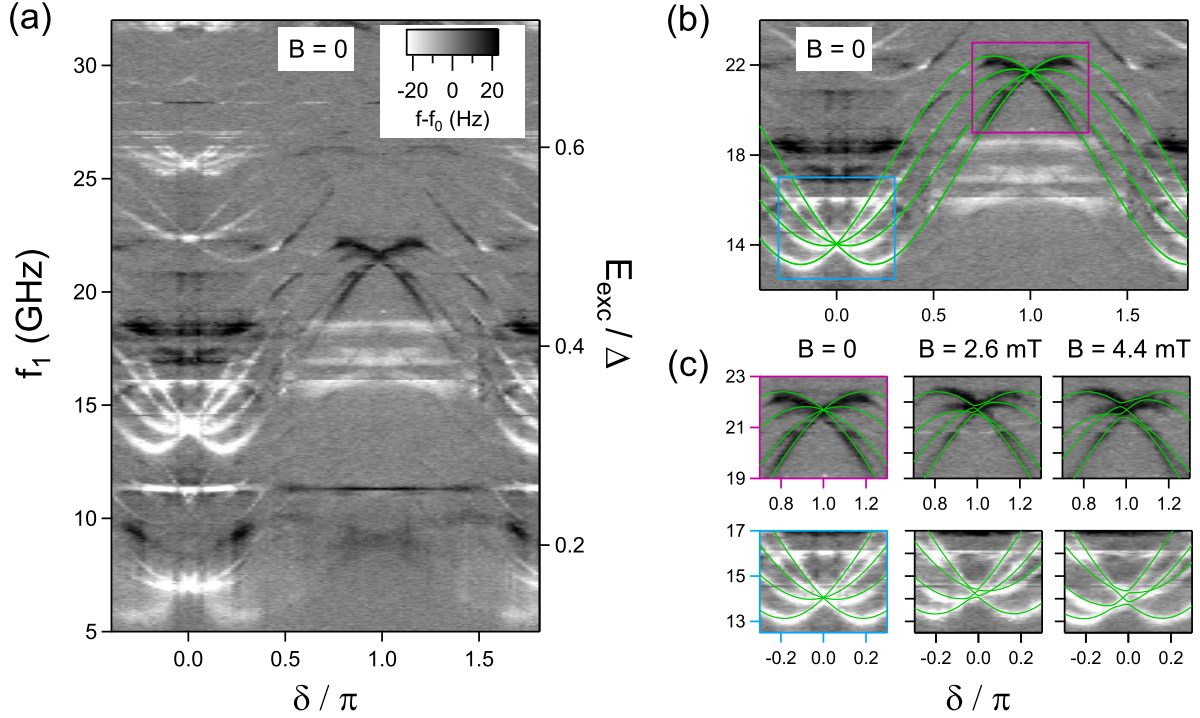 (a)
B = 0
-20 0 20
f-f0 (Hz)
30
25
20
15
10
5
f1 (GHz)
0.6
0.4
0.2
Eexc / Δ
0.0 0.5 1.0 1.5
δ / π
(b)
B = 0
22
18
14
0.0 0.5 1.0 1.5
(c)
B = 0 B = 2.6 mT B = 4.4 mT
23
21
19
0.8 1.0 1.2 0.8 1.0 1.2 0.8 1.0 1.2
17
15
13
-0.2 0.0 0.2 -0.2 0.0 0.2 -0.2 0.0 0.2
δ / π